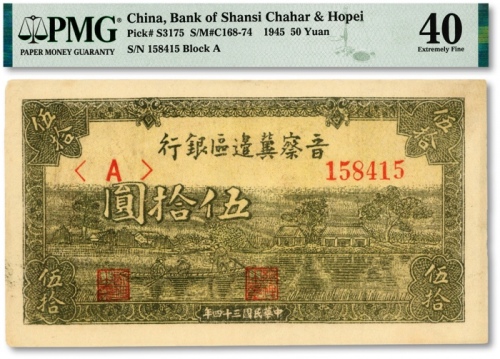 PMG
PAPER MONEY GUARANTY
China, Bank of Shansi Chahar & Hopei
Pick# S3175 S/M#C168-74 1945 50 Yuan
S/N 158415 Block A
40
Extremely Fine
伍拾
伍拾
行銀區邊冀察晋
< A >
158415
圓拾伍
伍拾
伍拾
年四十三國民華中